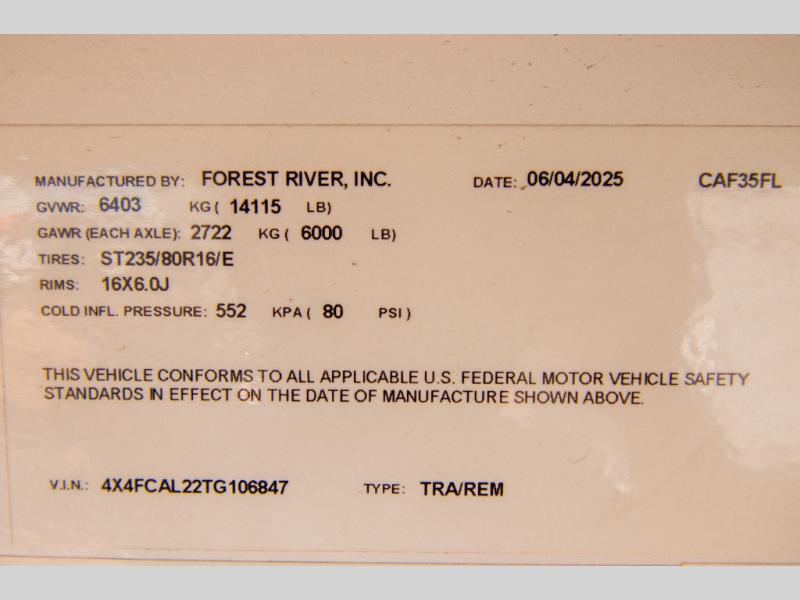 MANUFACTURED BY: FOREST RIVER, INC. DATE: 06/04/2025 CAF35FL
GVWR: 6403 KG ( 14115 LB)
GAWR (EACH AXLE): 2722 KG ( 6000 LB)
TIRES: ST235/80R16/E
RIMS: 16X6.0J
COLD INFL. PRESSURE: 552 KPA ( 80 PSI )
THIS VEHICLE CONFORMS TO ALL APPLICABLE U.S. FEDERAL MOTOR VEHICLE SAFETY
STANDARDS IN EFFECT ON THE DATE OF MANUFACTURE SHOWN ABOVE.
V.I.N.: 4X4FCAL22TG106847 TYPE: TRA/REM